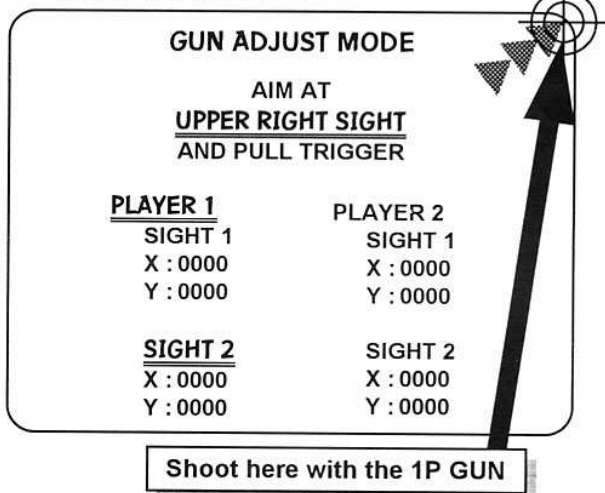 GUN ADJUST MODE
AIM AT
UPPER RIGHT SIGHT
AND PULL TRIGGER
PLAYER 1
SIGHT 1
X : 0000
Y : 0000
SIGHT 2
X : 0000
Y : 0000
PLAYER 2
SIGHT 1
X : 0000
Y : 0000
SIGHT 2
X : 0000
Y : 0000
Shoot here with the 1P GUN